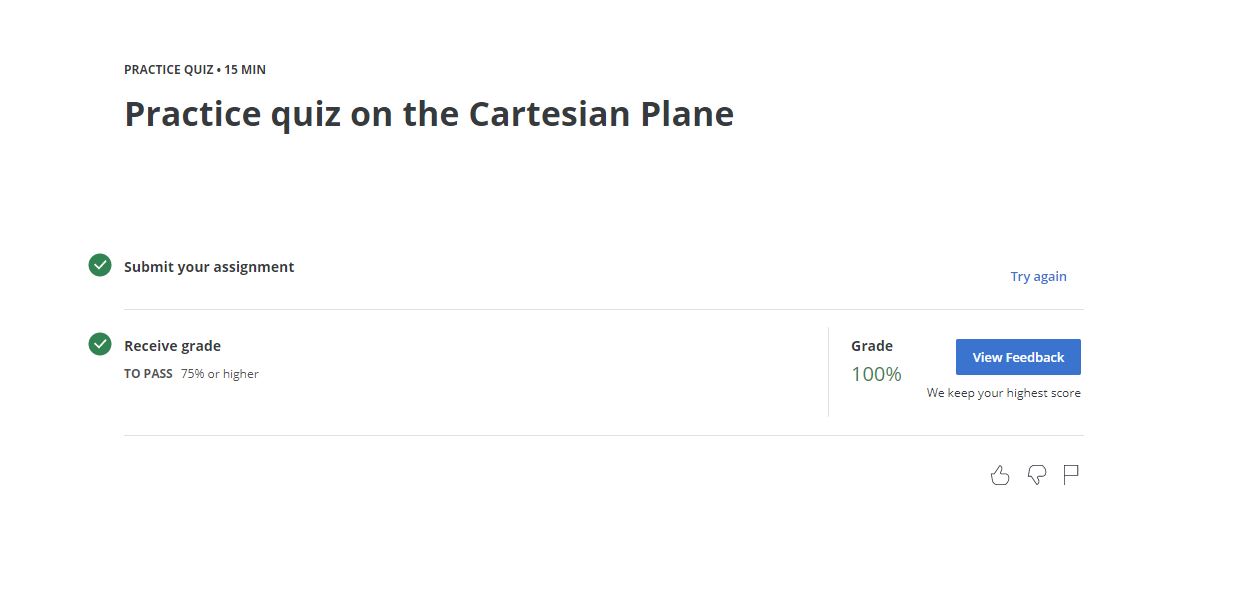 PRACTICE QUIZ • 15 MIN
Practice quiz on the Cartesian Plane
Submit your assignment
Try again
Receive grade
TO PASS 75% or higher
Grade
100%
View Feedback
We keep your highest score